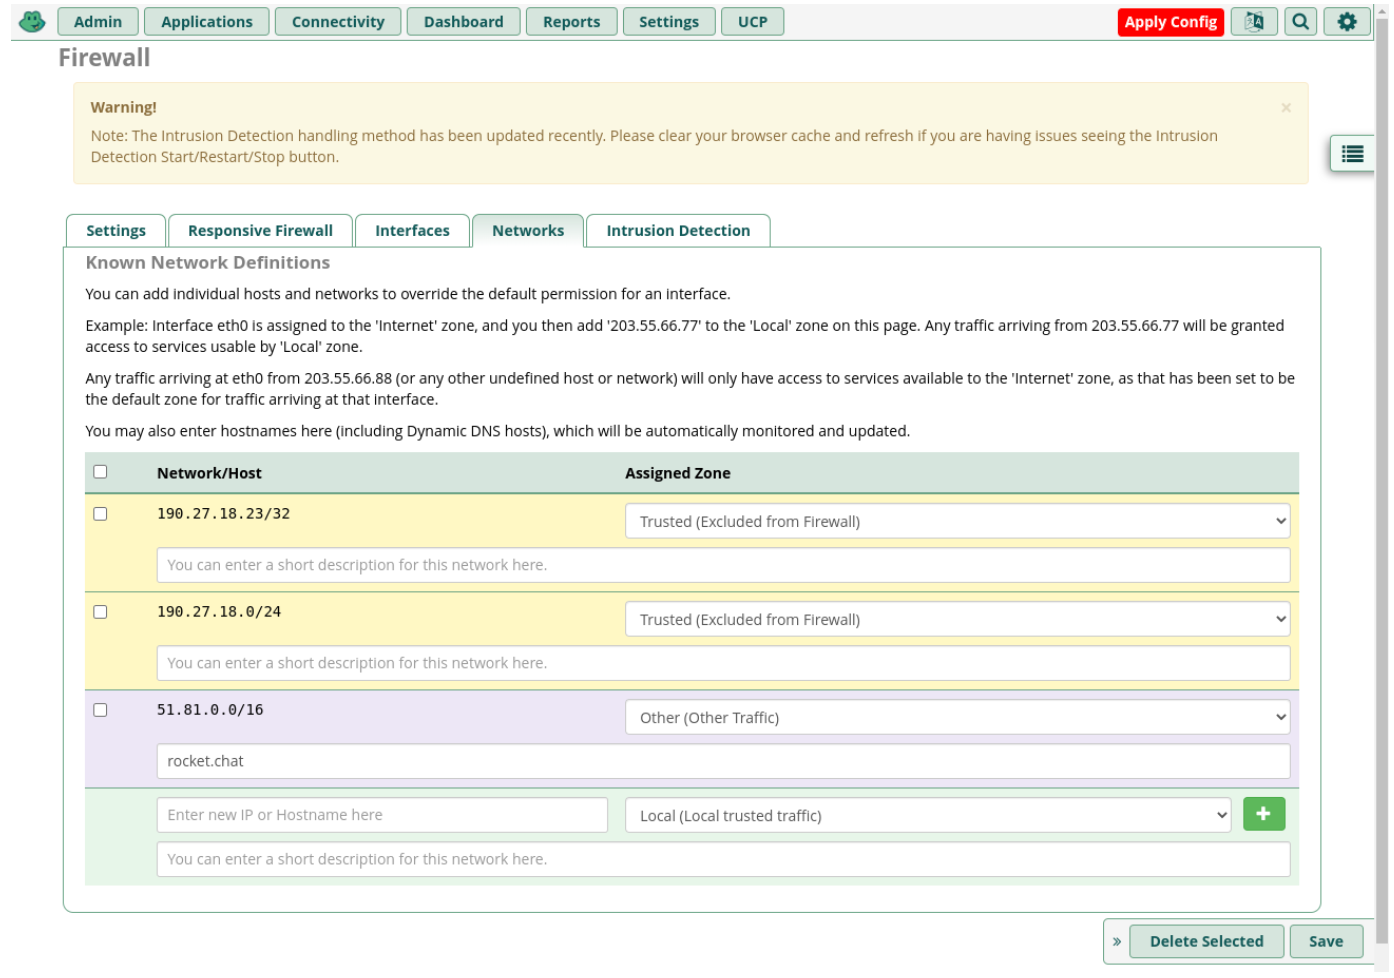 Admin Applications Connectivity Dashboard Reports Settings UCP Apply Config
Firewall
Warning!
Note: The Intrusion Detection handling method has been updated recently. Please clear your browser cache and refresh if you are having issues seeing the Intrusion
Detection Start/Restart/Stop button.
Settings Responsive Firewall Interfaces Networks Intrusion Detection
Known Network Definitions
You can add individual hosts and networks to override the default permission for an interface.
Example: Interface eth0 is assigned to the 'Internet' zone, and you then add '203.55.66.77' to the 'Local' zone on this page. Any traffic arriving from 203.55.66.77 will be granted
access to services usable by 'Local' zone.
Any traffic arriving at eth0 from 203.55.66.88 (or any other undefined host or network) will only have access to services available to the 'Internet' zone, as that has been set to be
the default zone for traffic arriving at that interface.
You may also enter hostnames here (including Dynamic DNS hosts), which will be automatically monitored and updated.
Network/Host Assigned Zone
190.27.18.23/32 Trusted (Excluded from Firewall)
You can enter a short description for this network here.
190.27.18.0/24 Trusted (Excluded from Firewall)
You can enter a short description for this network here.
51.81.0.0/16 Other (Other Traffic)
rocket.chat
Enter new IP or Hostname here Local (Local trusted traffic)
You can enter a short description for this network here.
» Delete Selected Save